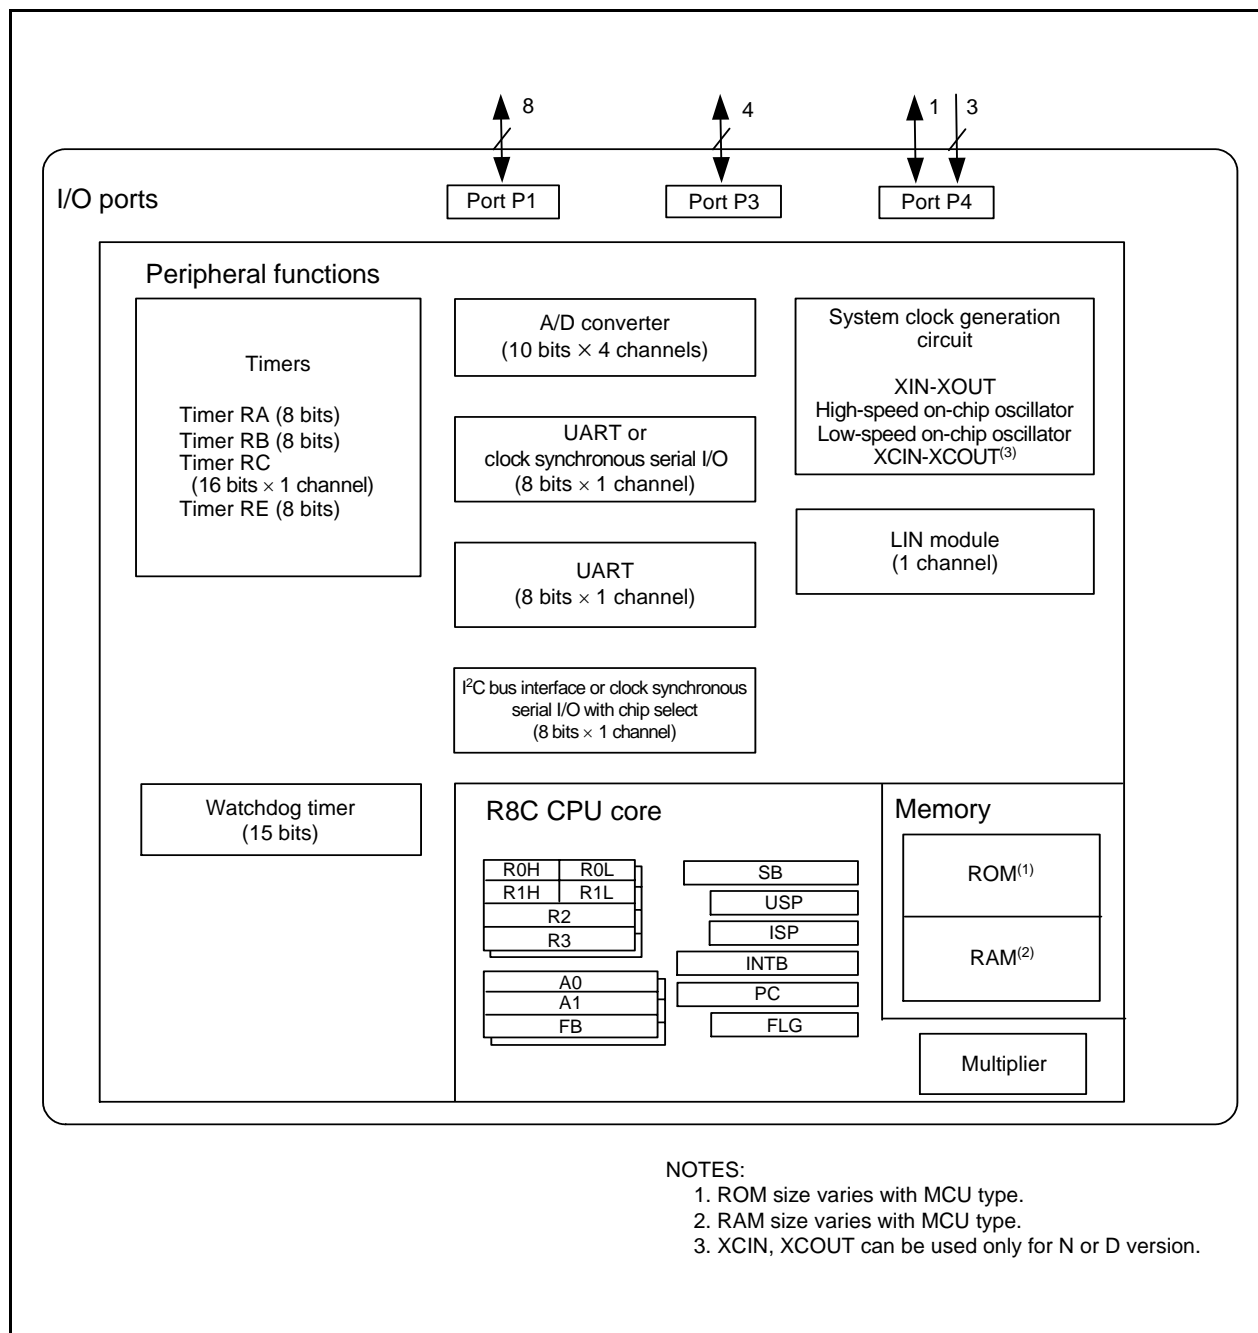 8
4
1
3
I/O ports
Port P1
Port P3
Port P4
Peripheral functions
Timers
Timer RA (8 bits)
Timer RB (8 bits)
Timer RC
(16 bits × 1 channel)
Timer RE (8 bits)
A/D converter
(10 bits × 4 channels)
UART or
clock synchronous serial I/O
(8 bits × 1 channel)
UART
(8 bits × 1 channel)
I²C bus interface or clock synchronous
serial I/O with chip select
(8 bits × 1 channel)
System clock generation
circuit
XIN-XOUT
High-speed on-chip oscillator
Low-speed on-chip oscillator
XCIN-XCOUT(3)
LIN module
(1 channel)
Watchdog timer
(15 bits)
R8C CPU core
R0H R0L
R1H R1L
R2
R3
A0
A1
FB
SB
USP
ISP
INTB
PC
FLG
Memory
ROM(1)
RAM(2)
Multiplier
NOTES:
1. ROM size varies with MCU type.
2. RAM size varies with MCU type.
3. XCIN, XCOUT can be used only for N or D version.